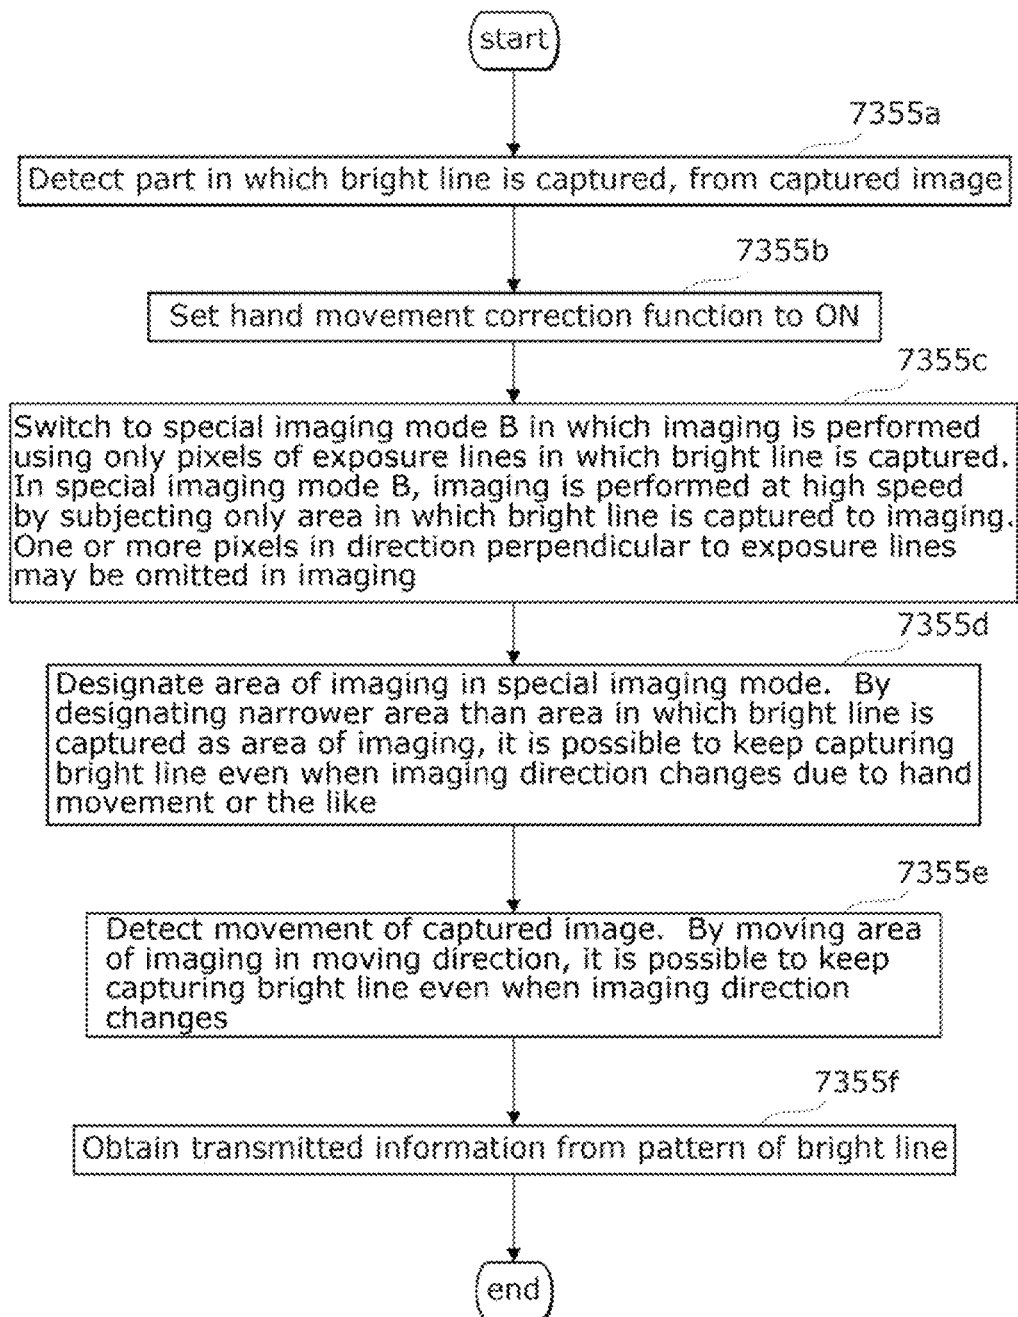 start
7355a
Detect part in which bright line is captured, from captured image
7355b
Set hand movement correction function to ON
7355c
Switch to special imaging mode B in which imaging is performed
using only pixels of exposure lines in which bright line is captured.
In special imaging mode B, imaging is performed at high speed
by subjecting only area in which bright line is captured to imaging.
One or more pixels in direction perpendicular to exposure lines
may be omitted in imaging
7355d
Designate area of imaging in special imaging mode. By
designating narrower area than area in which bright line is
captured as area of imaging, it is possible to keep capturing
bright line even when imaging direction changes due to hand
movement or the like
7355e
Detect movement of captured image. By moving area
of imaging in moving direction, it is possible to keep
capturing bright line even when imaging direction
changes
7355f
Obtain transmitted information from pattern of bright line
end